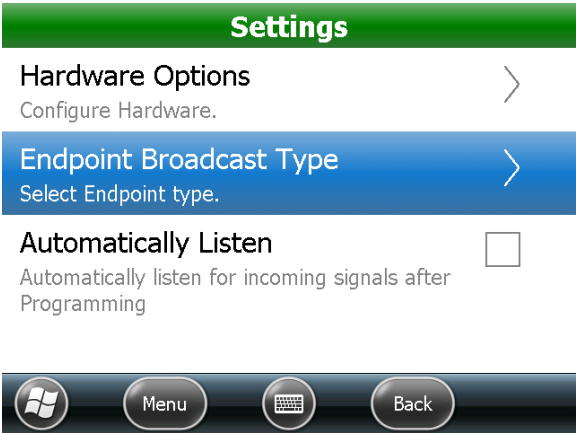 Settings
Hardware Options
Configure Hardware.
Endpoint Broadcast Type
Select Endpoint type.
Automatically Listen
Automatically listen for incoming signals after
Programming
Menu
Back